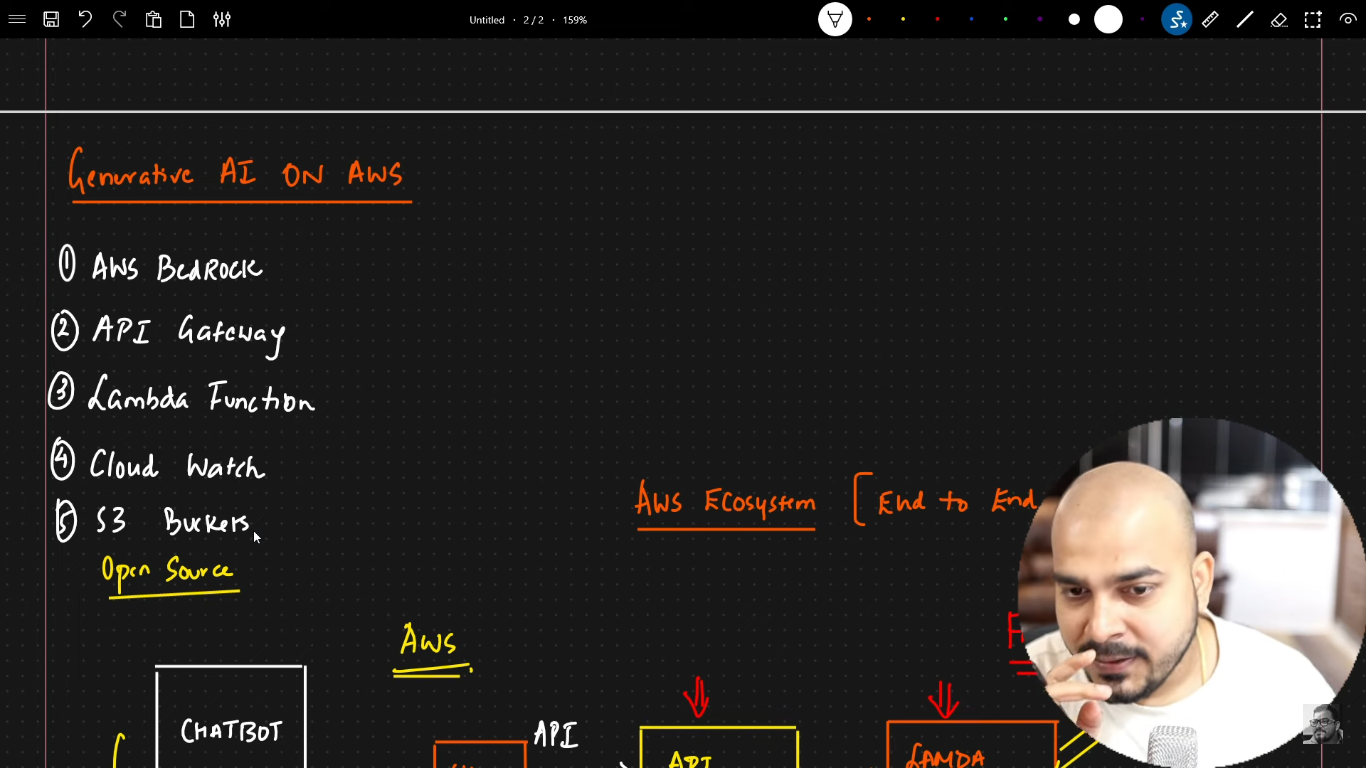 Untitled • 2 / 2 • 159%
Generative AI ON AWS
① AWS BedRock
② API Gateway
③ Lambda Function
④ Cloud Watch
⑤ S3 Buckets
Open Source
AWS Ecosystem [ End to End
AWS
CHATBOT
API
API
LAMDA